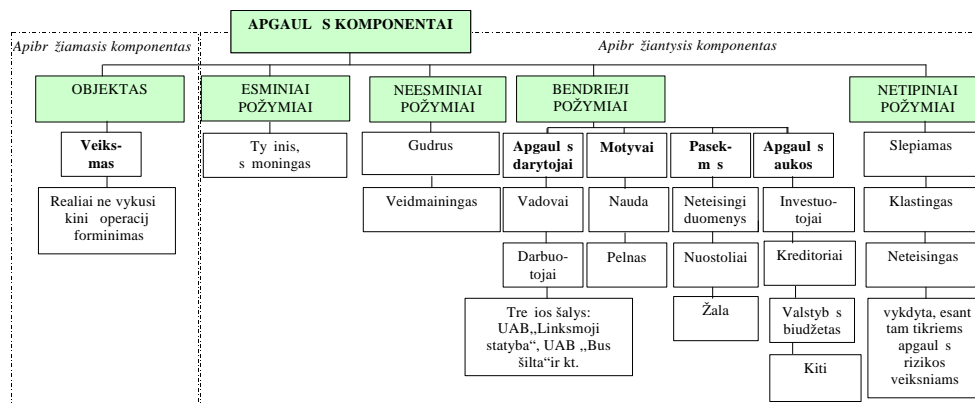 APGAUL S KOMPONENTAI
Apibr žiamasis komponentas
Apibr žiantysis komponentas
OBJEKTAS
Veiks-
mas
Realiai ne vykusi
kini operacij
forminimas
ESMINIAI
POŽYMIAI
Ty inis,
s moningas
NEESMINIAI
POŽYMIAI
Gudrus
Veidmainingas
BENDRIEJI
POŽYMIAI
Apgaul s
darytojai
Vadovai
Darbuo-
tojai
Tre ios šalys:
UAB„Linksmoji
statyba“, UAB „Bus
šilta“ir kt.
Motyvai
Nauda
Pelnas
Pasek-
m s
Neteisingi
duomenys
Nuostoliai
Žala
Apgaul s
aukos
Investuo-
tojai
Kreditoriai
Valstyb s
biudžetas
Kiti
NETIPINIAI
POŽYMIAI
Slepiamas
Klastingas
Neteisingas
vykdyta, esant
tam tikriems
apgaul s
rizikos
veiksniams